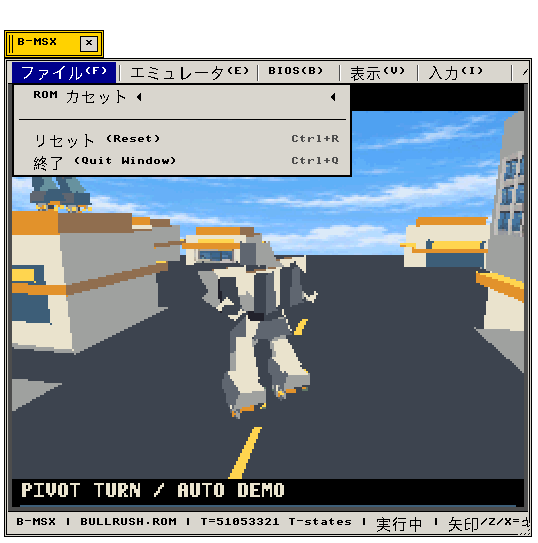 B-MSX
ファイル(F) エミュレータ(E) BIOS(B) 表示(V) 入力(I)
ROM カセット
リセット (Reset) Ctrl+R
終了 (Quit Window) Ctrl+Q
PIVOT TURN / AUTO DEMO
B-MSX | BULLRUSH.ROM | T=51053321 T-states | 実行中 | 矢印/Z/X=キ